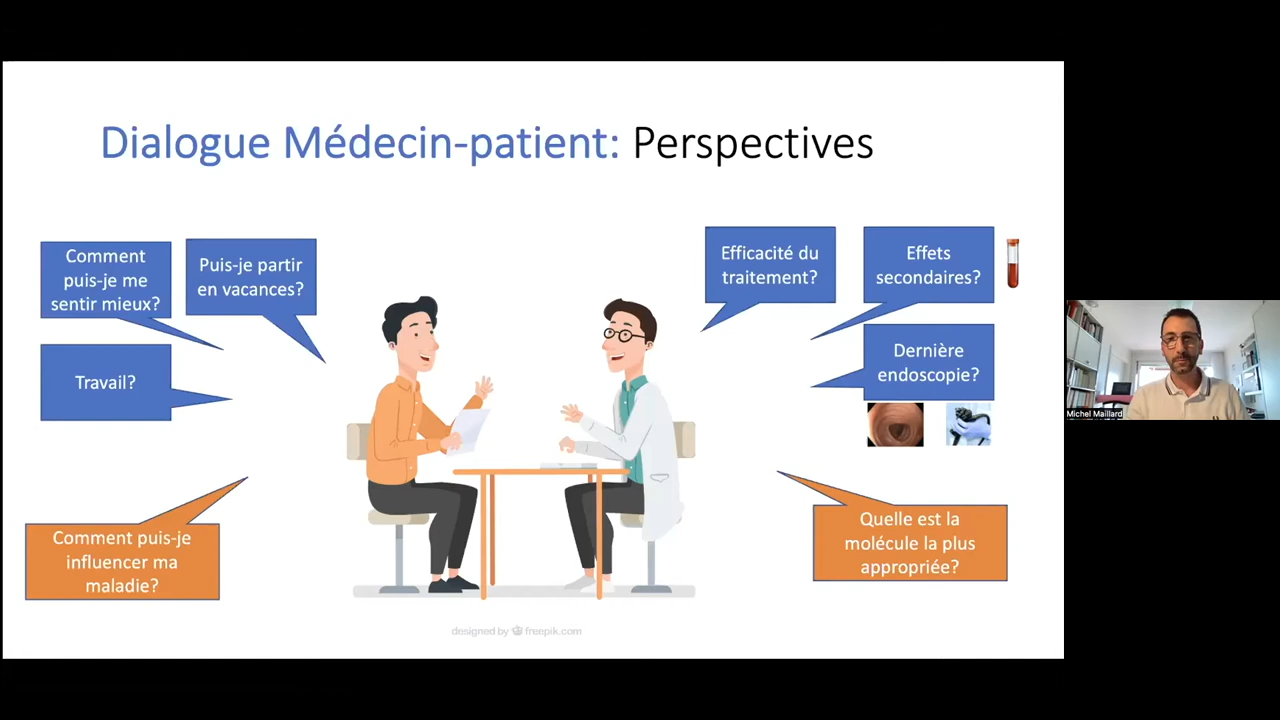 Dialogue Médecin-patient: Perspectives
Comment
puis-je me
sentir mieux?
Puis-je partir
en vacances?
Travail?
Comment puis-je
influencer ma
maladie?
Efficacité du
traitement?
Effets
secondaires?
Dernière
endoscopie?
Quelle est la
molécule la plus
appropriée?
designed by freepik.com
Michel Maillard